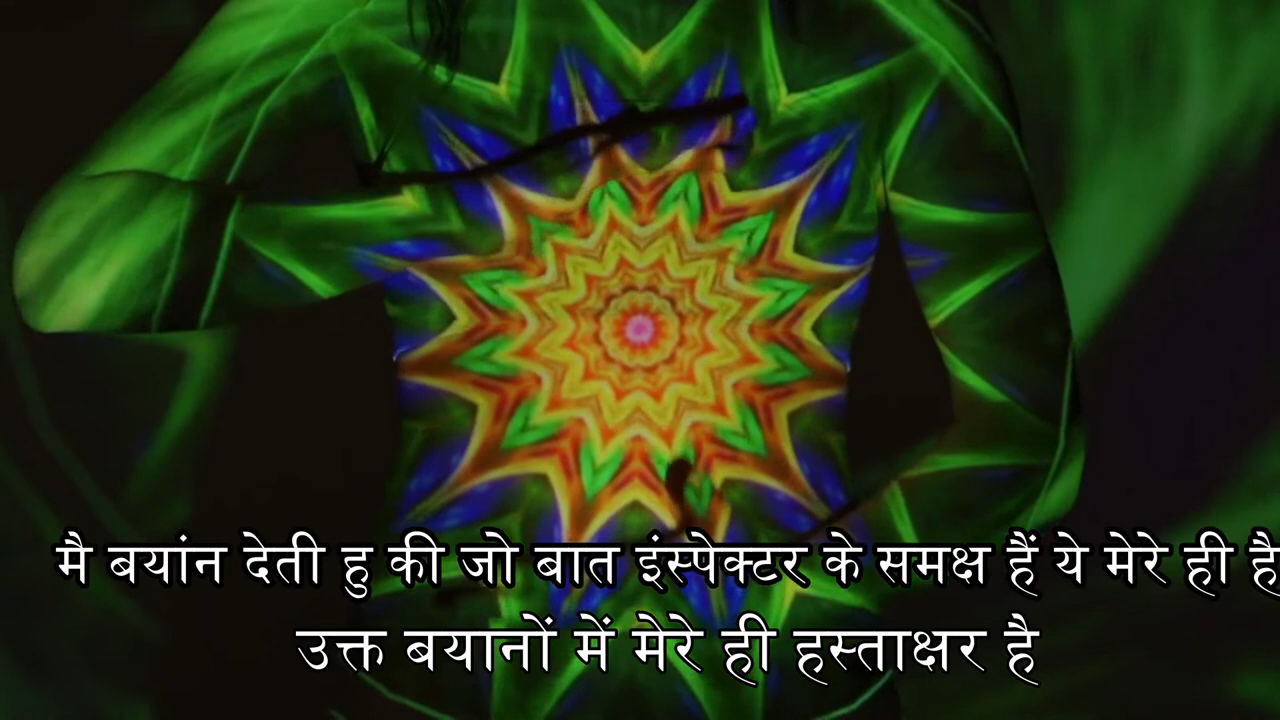 मै बयांन देती हु की जो बात इंस्पेक्टर के समक्ष हैं ये मेरे ही है
उक्त बयानों में मेरे ही हस्ताक्षर है